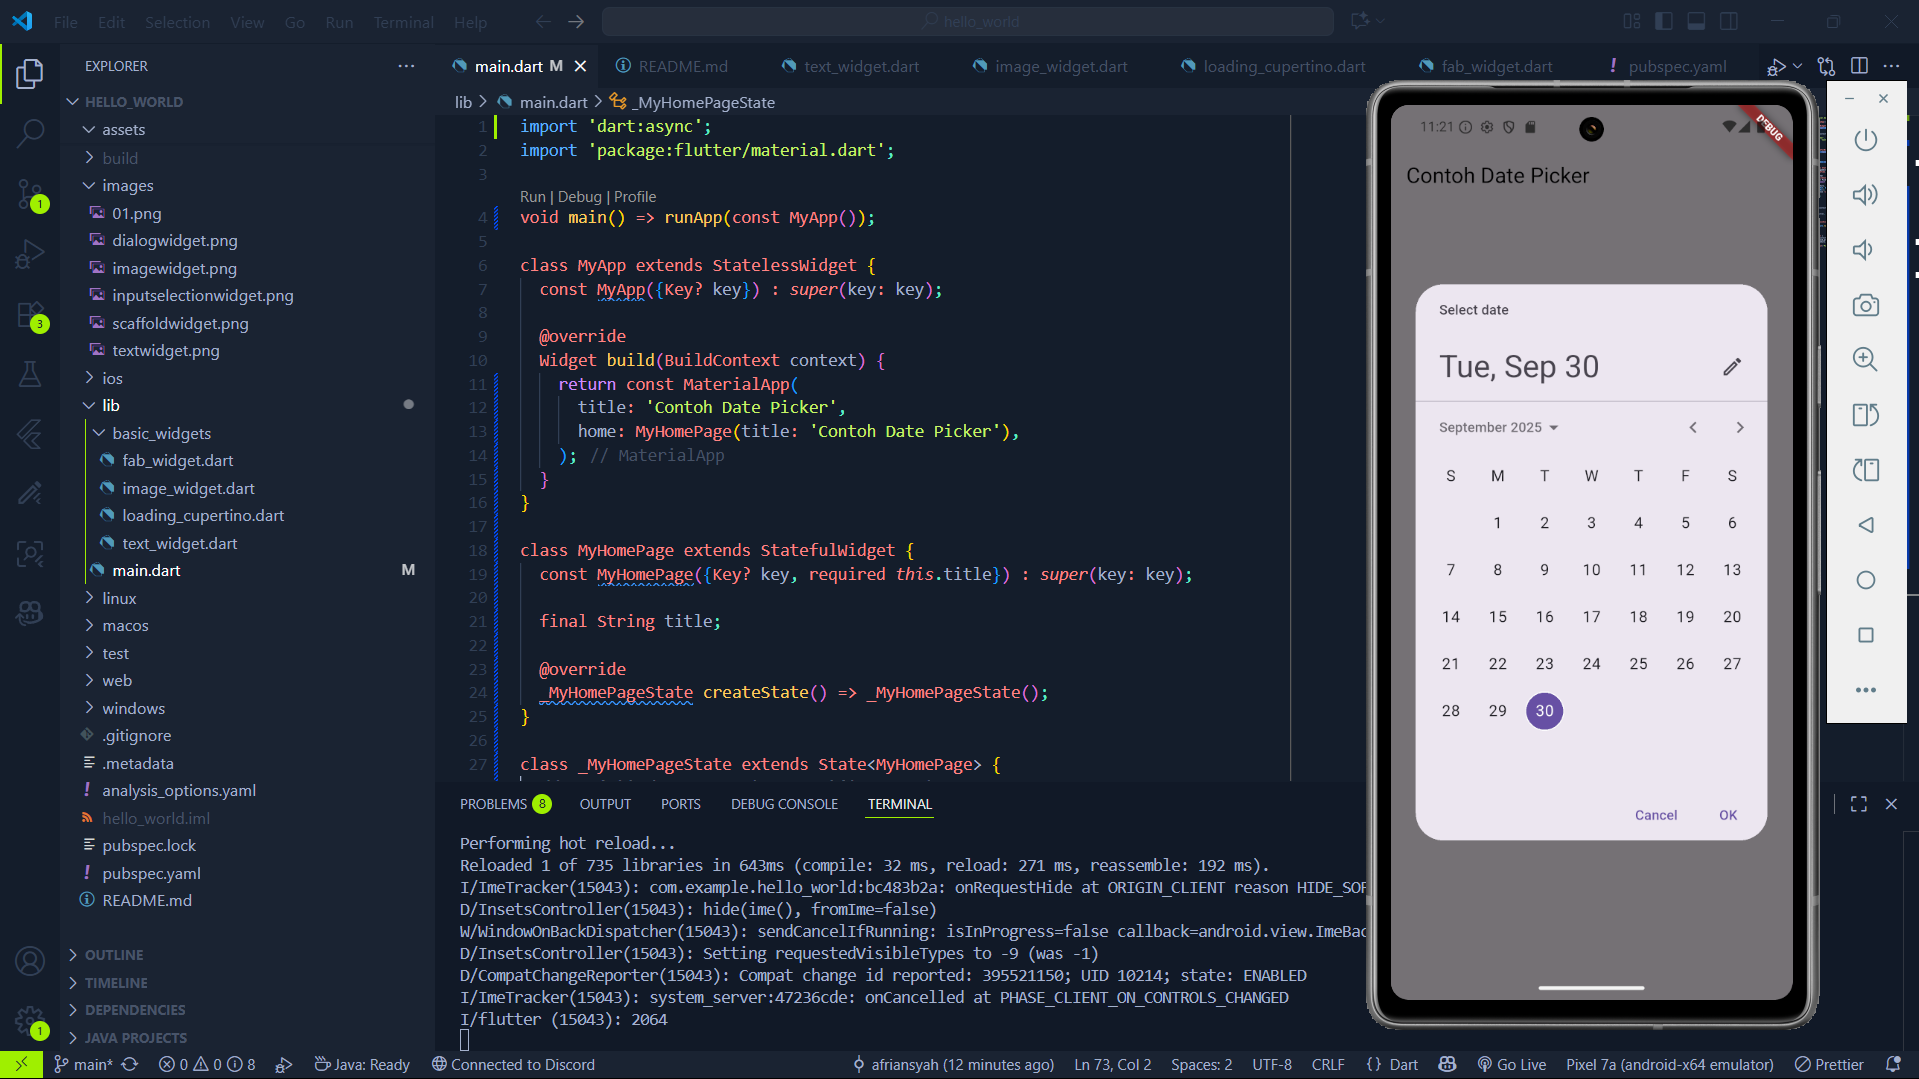 File Edit Selection View Go Run Terminal Help
hello_world
EXPLORER
HELLO_WORLD
assets
build
images
01.png
dialogwidget.png
imagewidget.png
inputselectionwidget.png
scaffoldwidget.png
textwidget.png
ios
lib
basic_widgets
fab_widget.dart
image_widget.dart
loading_cupertino.dart
text_widget.dart
main.dart M
linux
macos
test
web
windows
.gitignore
.metadata
analysis_options.yaml
hello_world.iml
pubspec.lock
pubspec.yaml
README.md
OUTLINE
TIMELINE
DEPENDENCIES
JAVA PROJECTS
1
3
1
main.dart M README.md text_widget.dart image_widget.dart loading_cupertino.dart fab_widget.dart pubspec.yaml
lib > main.dart > _MyHomePageState
1 import 'dart:async';
2 import 'package:flutter/material.dart';
3
Run | Debug | Profile
4 void main() => runApp(const MyApp());
5
6 class MyApp extends StatelessWidget {
7 const MyApp({Key? key}) : super(key: key);
8
9 @override
10 Widget build(BuildContext context) {
11 return const MaterialApp(
12 title: 'Contoh Date Picker',
13 home: MyHomePage(title: 'Contoh Date Picker'),
14 ); // MaterialApp
15 }
16 }
17
18 class MyHomePage extends StatefulWidget {
19 const MyHomePage({Key? key, required this.title}) : super(key: key);
20
21 final String title;
22
23 @override
24 _MyHomePageState createState() => _MyHomePageState();
25 }
26
27 class _MyHomePageState extends State<MyHomePage> {
PROBLEMS 8 OUTPUT PORTS DEBUG CONSOLE TERMINAL
Performing hot reload...
Reloaded 1 of 735 libraries in 643ms (compile: 32 ms, reload: 271 ms, reassemble: 192 ms).
I/ImeTracker(15043): com.example.hello_world:bc483b2a: onRequestHide at ORIGIN_CLIENT reason HIDE_SOF
D/InsetsController(15043): hide(ime(), fromIme=false)
W/WindowOnBackDispatcher(15043): sendCancelIfRunning: isInProgress=false callback=android.view.ImeBac
D/InsetsController(15043): Setting requestedVisibleTypes to -9 (was -1)
D/CompatChangeReporter(15043): Compat change id reported: 395521150; UID 10214; state: ENABLED
I/ImeTracker(15043): system_server:47236cde: onCancelled at PHASE_CLIENT_ON_CONTROLS_CHANGED
I/flutter (15043): 2064
11:21
DEBUG
Contoh Date Picker
Select date
Tue, Sep 30
September 2025
S M T W T F S
1 2 3 4 5 6
7 8 9 10 11 12 13
14 15 16 17 18 19 20
21 22 23 24 25 26 27
28 29 30
Cancel OK
main* 0 0 8 Java: Ready Connected to Discord afriansyah (12 minutes ago) Ln 73, Col 2 Spaces: 2 UTF-8 CRLF {} Dart Go Live Pixel 7a (android-x64 emulator) Prettier